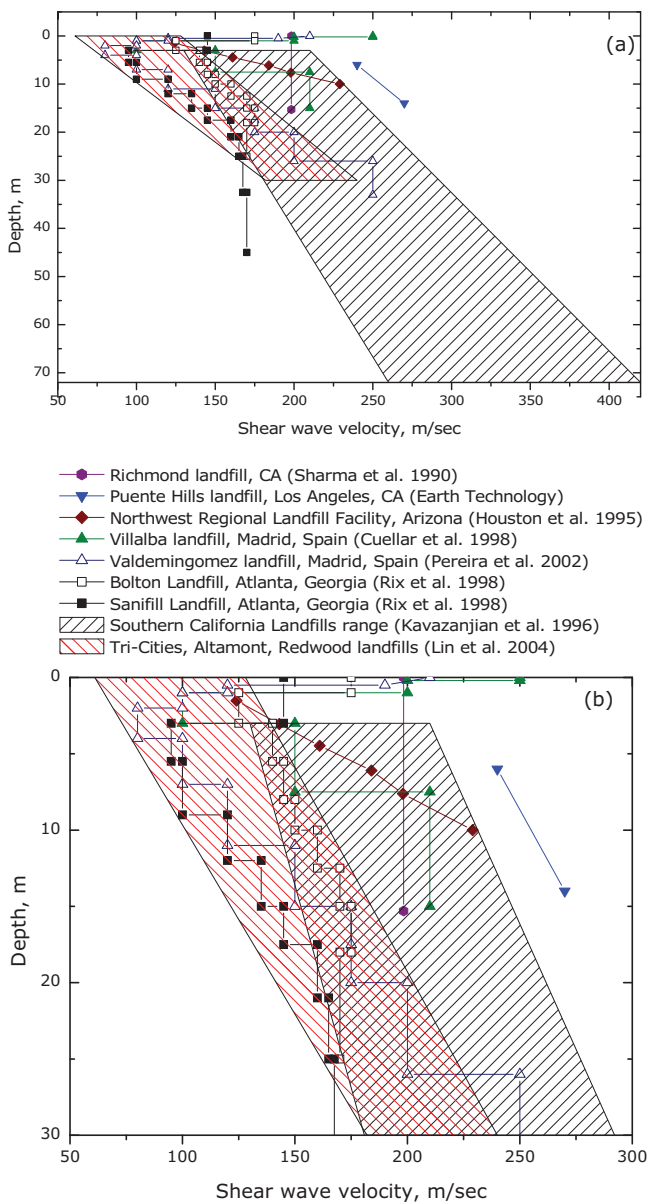 (a)
0
10
20
30
40
50
60
70
Depth, m
50 100 150 200 250 300 350 400
Shear wave velocity, m/sec
Richmond landfill, CA (Sharma et al. 1990)
Puente Hills landfill, Los Angeles, CA (Earth Technology)
Northwest Regional Landfill Facility, Arizona (Houston et al. 1995)
Villalba landfill, Madrid, Spain (Cuellar et al. 1998)
Valdemingomez landfill, Madrid, Spain (Pereira et al. 2002)
Bolton Landfill, Atlanta, Georgia (Rix et al. 1998)
Sanifill Landfill, Atlanta, Georgia (Rix et al. 1998)
Southern California Landfills range (Kavazanjian et al. 1996)
Tri-Cities, Altamont, Redwood landfills (Lin et al. 2004)
(b)
0
10
20
30
Depth, m
50 100 150 200 250 300
Shear wave velocity, m/sec